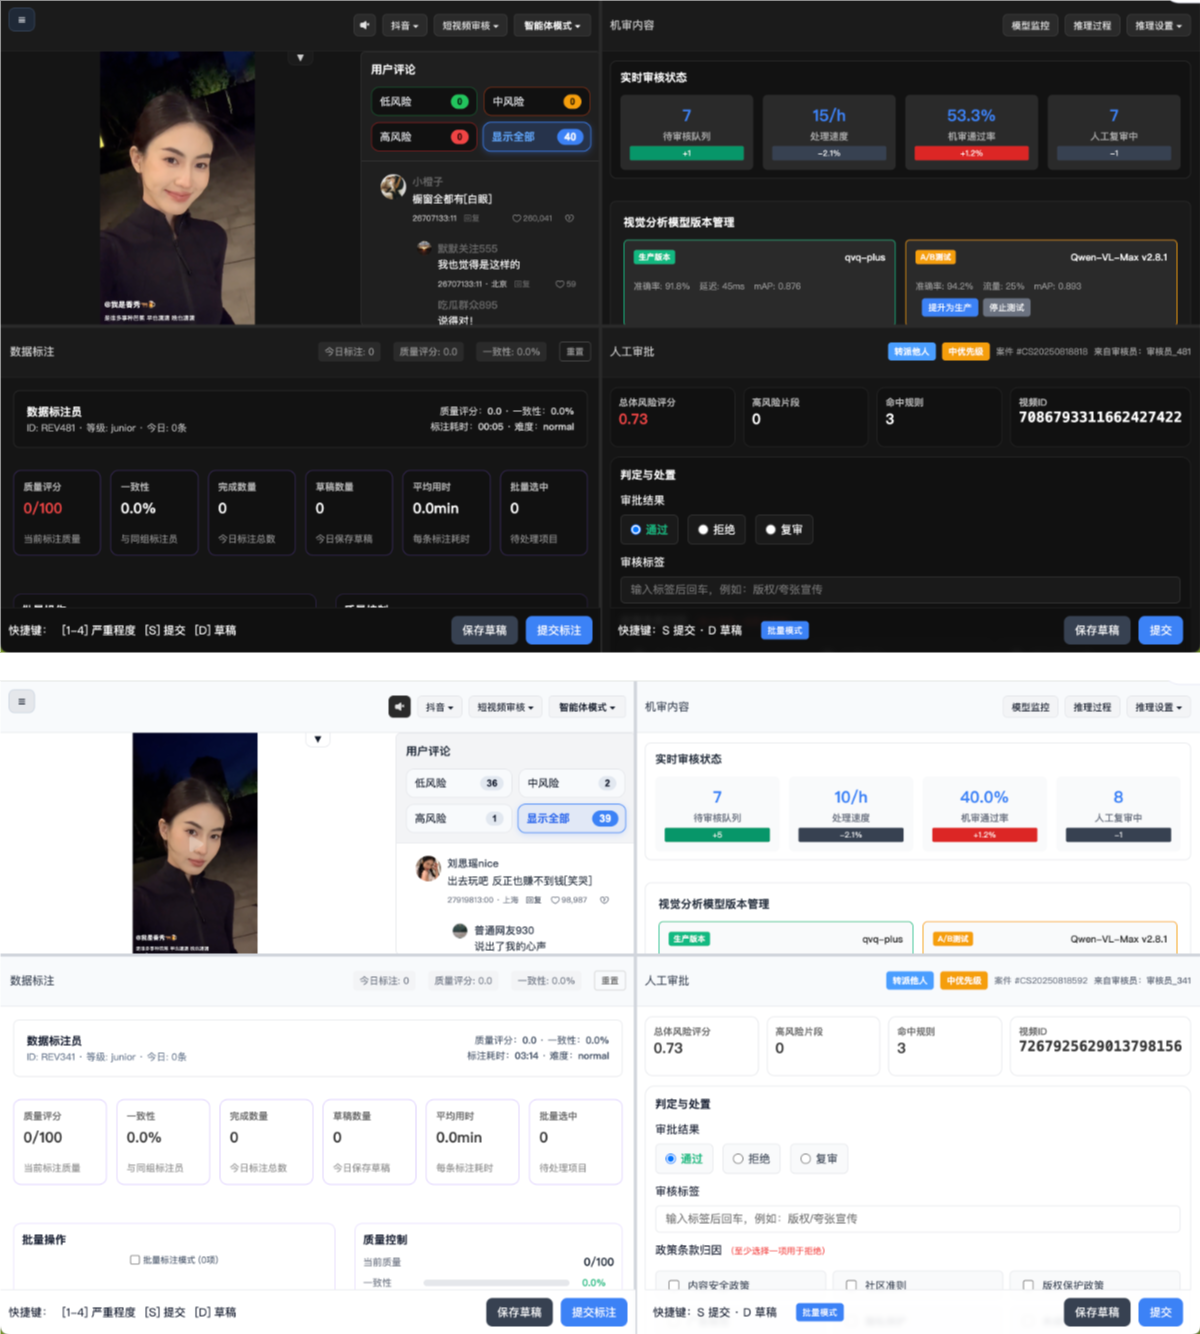 ≡
抖音
短视频审核
智能体模式
用户评论
低风险 0
中风险 0
高风险 0
显示全部 40
小橙子
橱窗全都有[白眼]
26707133:11 回复 260,041
默默关注555
我也觉得是这样的
26707133:11 · 北京 回复 59
吃瓜群众895
说得对!
@我是香秀
机审内容
模型监控
推理过程
推理设置
实时审核状态
7
待审核队列
+1
15/h
处理速度
-2.1%
53.3%
机审通过率
+1.2%
7
人工复审中
-1
视觉分析模型版本管理
生产版本
qvq-plus
准确率: 91.8% 延迟: 45ms mAP: 0.876
A/B测试
Qwen-VL-Max v2.8.1
准确率: 94.2% 流量: 25% mAP: 0.893
提升为生产
停止测试
数据标注
今日标注: 0
质量评分: 0.0
一致性: 0.0%
重置
数据标注员
ID: REV481 · 等级: junior · 今日: 0条
质量评分: 0.0 · 一致性: 0.0%
标注耗时: 00:05 · 难度: normal
质量评分
0/100
当前标注质量
一致性
0.0%
与同组标注员
完成数量
0
今日标注总数
草稿数量
0
今日保存草稿
平均用时
0.0min
每条标注耗时
批量选中
0
待处理项目
批量操作
质量控制
快捷键: [1-4] 严重程度 [S] 提交 [D] 草稿
保存草稿
提交标注
人工审批
转派他人
中优先级
案件 #CS20250818818 来自审核员: 审核员_481
总体风险评分
0.73
高风险片段
0
命中规则
3
视频ID
7086793311662427422
判定与处置
审批结果
通过
拒绝
复审
审核标签
输入标签后回车，例如：版权/夸张宣传
快捷键: S 提交 · D 草稿
批量模式
保存草稿
提交
≡
抖音
短视频审核
智能体模式
用户评论
低风险 36
中风险 2
高风险 1
显示全部 39
刘思瑶nice
出去玩吧 反正也赚不到钱[笑哭]
27919813:00 · 上海 回复 98,987
普通网友930
说出了我的心声
@我是香秀
机审内容
模型监控
推理过程
推理设置
实时审核状态
7
待审核队列
+5
10/h
处理速度
-2.1%
40.0%
机审通过率
+1.2%
8
人工复审中
-1
视觉分析模型版本管理
生产版本
qvq-plus
A/B测试
Qwen-VL-Max v2.8.1
数据标注
今日标注: 0
质量评分: 0.0
一致性: 0.0%
重置
数据标注员
ID: REV341 · 等级: junior · 今日: 0条
质量评分: 0.0 · 一致性: 0.0%
标注耗时: 03:14 · 难度: normal
质量评分
0/100
当前标注质量
一致性
0.0%
与同组标注员
完成数量
0
今日标注总数
草稿数量
0
今日保存草稿
平均用时
0.0min
每条标注耗时
批量选中
0
待处理项目
批量操作
批量标注模式 (0项)
质量控制
当前质量 0/100
一致性 0.0%
快捷键: [1-4] 严重程度 [S] 提交 [D] 草稿
保存草稿
提交标注
人工审批
转派他人
中优先级
案件 #CS20250818592 来自审核员: 审核员_341
总体风险评分
0.73
高风险片段
0
命中规则
3
视频ID
7267925629013798156
判定与处置
审批结果
通过
拒绝
复审
审核标签
输入标签后回车，例如：版权/夸张宣传
政策条款归因 (至少选择一项用于拒绝)
内容安全政策
社区准则
版权保护政策
快捷键: S 提交 · D 草稿
批量模式
保存草稿
提交